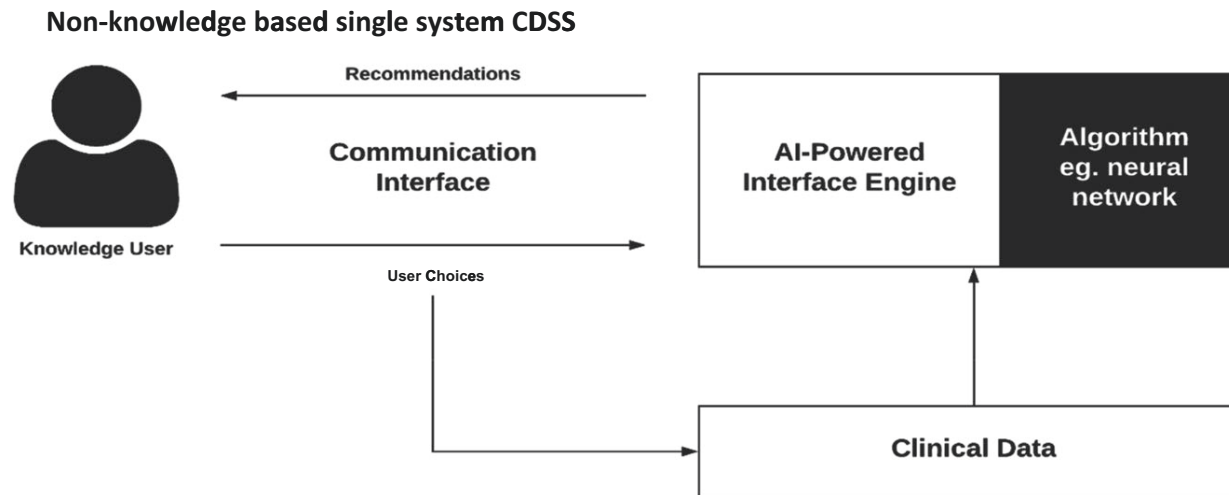 Non-knowledge based single system CDSS
Recommendations
Communication
Interface
Knowledge User
User Choices
AI-Powered
Interface Engine
Algorithm
eg. neural
network
Clinical Data